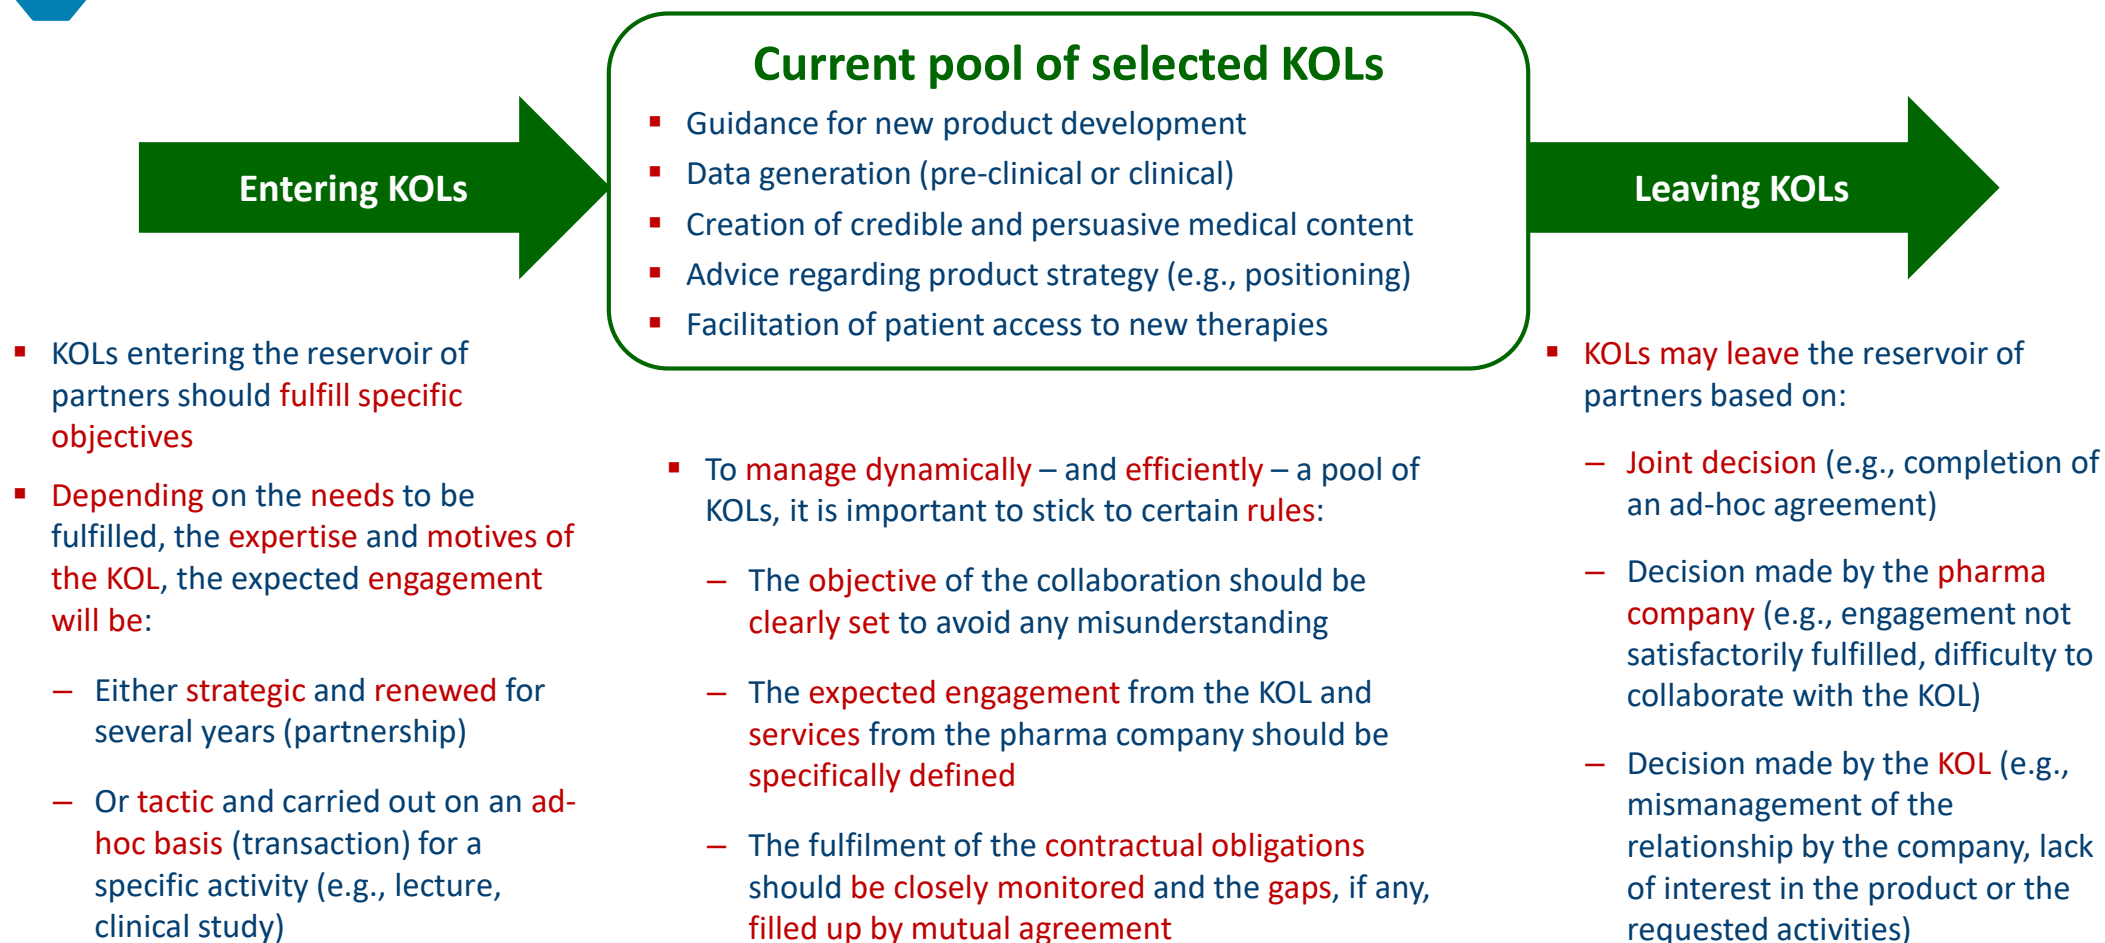 Current pool of selected KOLs
▪ Guidance for new product development
▪ Data generation (pre-clinical or clinical)
▪ Creation of credible and persuasive medical content
▪ Advice regarding product strategy (e.g., positioning)
▪ Facilitation of patient access to new therapies
Entering KOLs
Leaving KOLs
▪ KOLs entering the reservoir of
partners should fulfill specific
objectives
▪ Depending on the needs to be
fulfilled, the expertise and motives of
the KOL, the expected engagement
will be:
– Either strategic and renewed for
several years (partnership)
– Or tactic and carried out on an ad-
hoc basis (transaction) for a
specific activity (e.g., lecture,
clinical study)
▪ To manage dynamically – and efficiently – a pool of
KOLs, it is important to stick to certain rules:
– The objective of the collaboration should be
clearly set to avoid any misunderstanding
– The expected engagement from the KOL and
services from the pharma company should be
specifically defined
– The fulfilment of the contractual obligations
should be closely monitored and the gaps, if any,
filled up by mutual agreement
▪ KOLs may leave the reservoir of
partners based on:
– Joint decision (e.g., completion of
an ad-hoc agreement)
– Decision made by the pharma
company (e.g., engagement not
satisfactorily fulfilled, difficulty to
collaborate with the KOL)
– Decision made by the KOL (e.g.,
mismanagement of the
relationship by the company, lack
of interest in the product or the
requested activities)